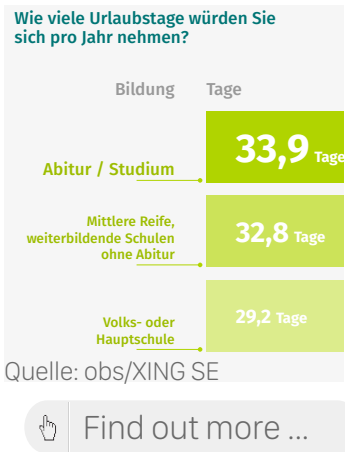 Wie viele Urlaubstage würden Sie
sich pro Jahr nehmen?
Bildung Tage
Abitur / Studium
33,9 Tage
Mittlere Reife,
weiterbildende Schulen
ohne Abitur
32,8 Tage
Volks- oder
Hauptschule
29,2 Tage
Quelle: obs/XING SE
Find out more ...